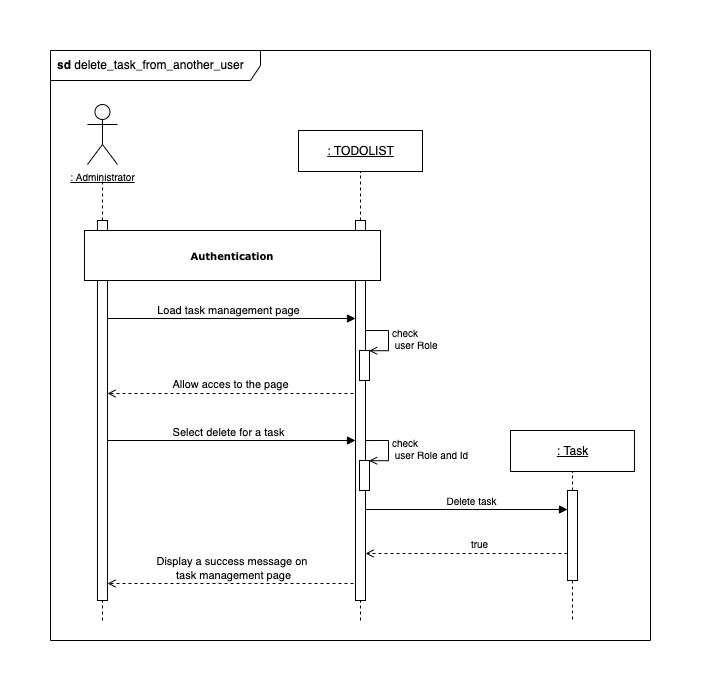 sd delete_task_from_another_user
: TODOLIST
: Administrator
Authentication
Load task management page
check
user Role
Allow acces to the page
Select delete for a task
check
user Role and Id
: Task
Delete task
true
Display a success message on
task management page